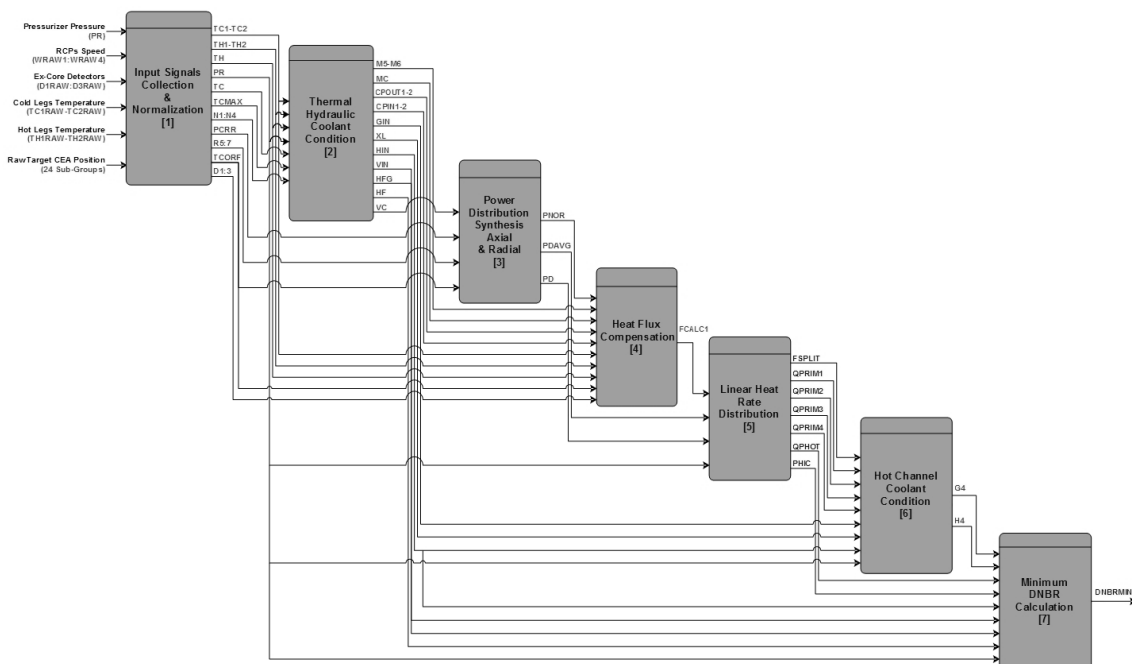 Pressurizer Pressure
(PR)
RCPs Speed
(WRAW1:WRAW4)
Ex-Core Detectors
(D1RAW:D3RAW)
Cold Legs Temperature
(TC1RAW-TC2RAW)
Hot Legs Temperature
(TH1RAW-TH2RAW)
RawTarget CEA Position
(24 Sub-Groups)
Input Signals
Collection
&
Normalization
[1]
TC1-TC2
TH1-TH2
TH
PR
TC
TCMAX
N1:N4
PCRR
R5:7
TCORF
D1:3
Thermal
Hydraulic
Coolant
Condition
[2]
M5-M6
MC
CPOUT1-2
CPIN1-2
GIN
XL
HIN
VIN
HFG
HF
VC
Power
Distribution
Synthesis
Axial
& Radial
[3]
PNOR
PDAVG
PD
Heat Flux
Compensation
[4]
FCALC1
Linear Heat
Rate
Distribution
[5]
FSPLIT
QPRIM1
QPRIM2
QPRIM3
QPRIM4
QPHOT
PHIC
Hot Channel
Coolant
Condition
[6]
G4
H4
Minimum
DNBR
Calculation
[7]
DNBRMIN